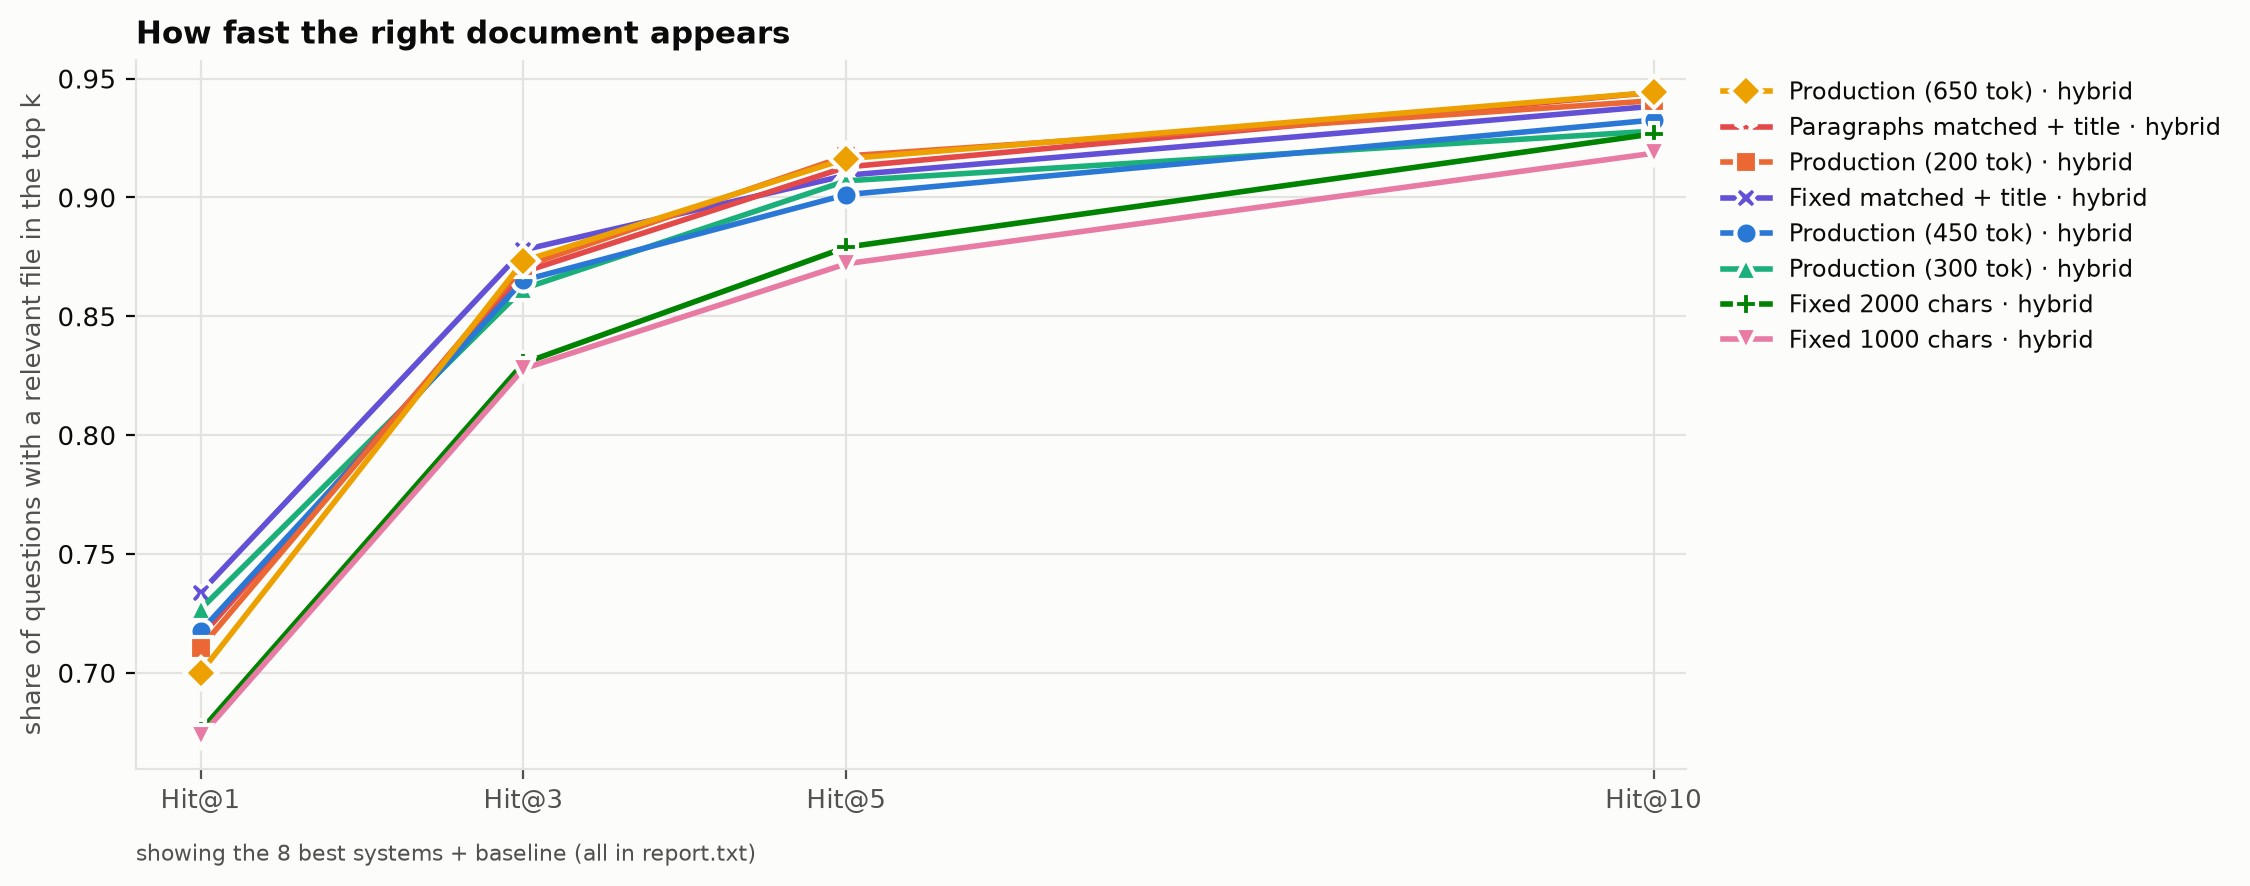 How fast the right document appears
share of questions with a relevant file in the top k
0.95
0.90
0.85
0.80
0.75
0.70
Hit@1
Hit@3
Hit@5
Hit@10
Production (650 tok) · hybrid
Paragraphs matched + title · hybrid
Production (200 tok) · hybrid
Fixed matched + title · hybrid
Production (450 tok) · hybrid
Production (300 tok) · hybrid
Fixed 2000 chars · hybrid
Fixed 1000 chars · hybrid
showing the 8 best systems + baseline (all in report.txt)